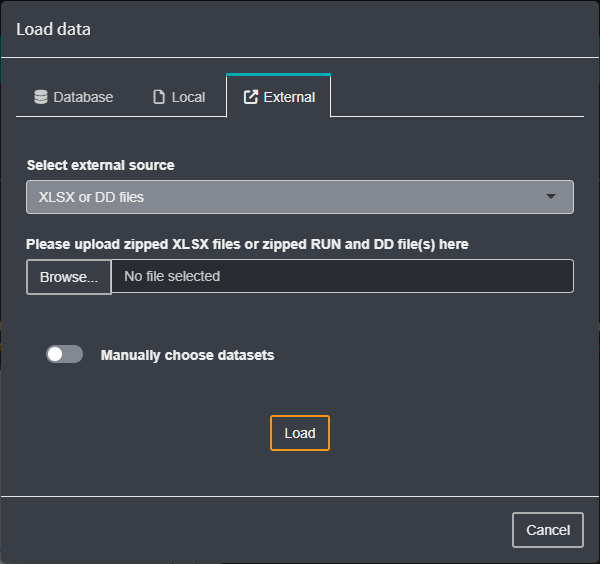 Load data
Database Local External
Select external source
XLSX or DD files
Please upload zipped XLSX files or zipped RUN and DD file(s) here
Browse... No file selected
Manually choose datasets
Load
Cancel